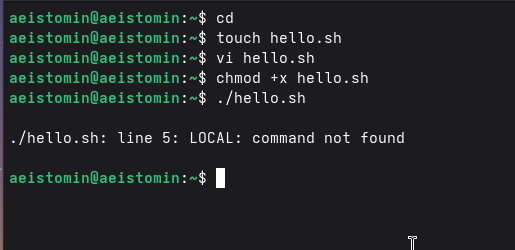 aeistomin@aeistomin:~$ cd
aeistomin@aeistomin:~$ touch hello.sh
aeistomin@aeistomin:~$ vi hello.sh
aeistomin@aeistomin:~$ chmod +x hello.sh
aeistomin@aeistomin:~$ ./hello.sh
./hello.sh: line 5: LOCAL: command not found
aeistomin@aeistomin:~$